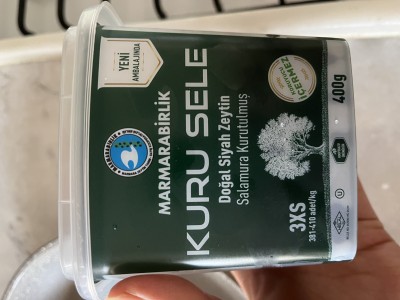 YENİ
AMBALAJINDA
MARMARABİRLİK
KURU SELE
Doğal Siyah Zeytin
Salamura Kurutulmuş
İÇERMEZ
400g
3XS
381-410 adet/kg